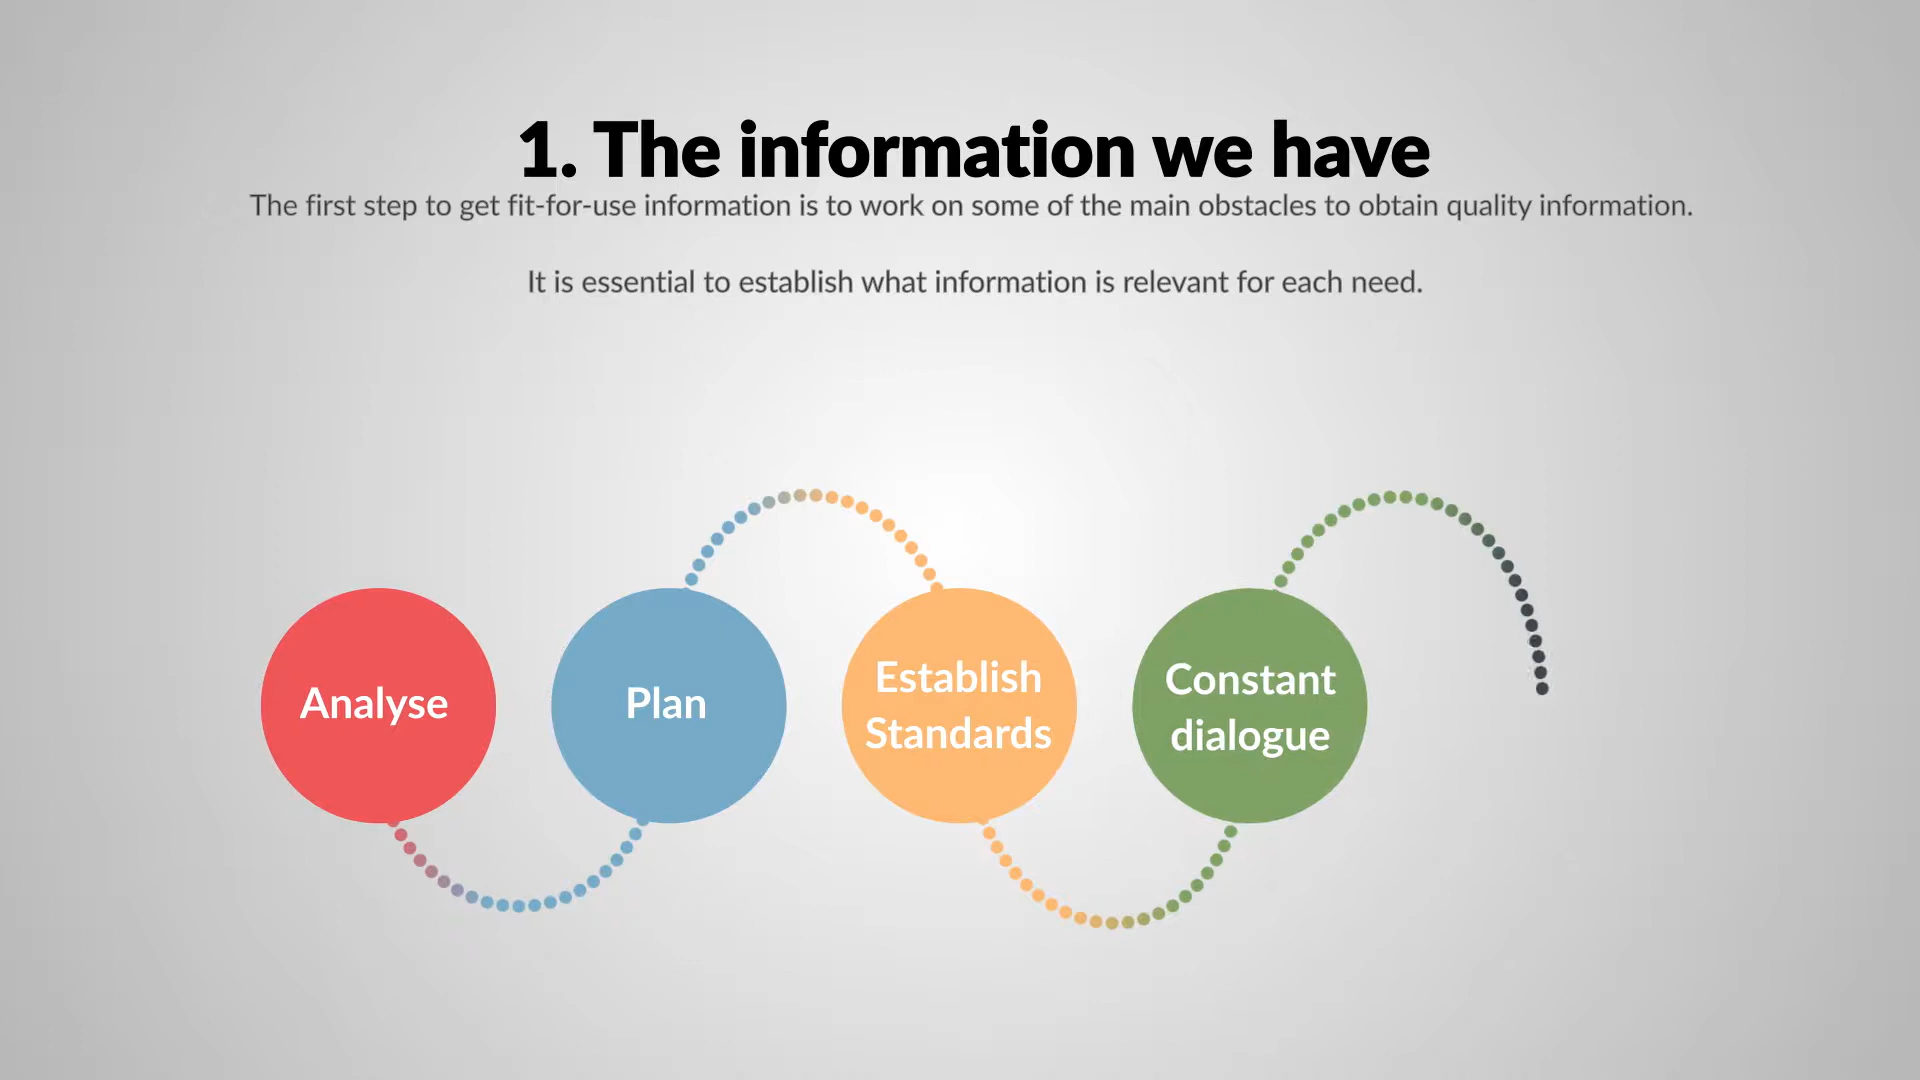 1. The information we have
The first step to get fit-for-use information is to work on some of the main obstacles to obtain quality information.
It is essential to establish what information is relevant for each need.
Analyse
Plan
Establish
Standards
Constant
dialogue